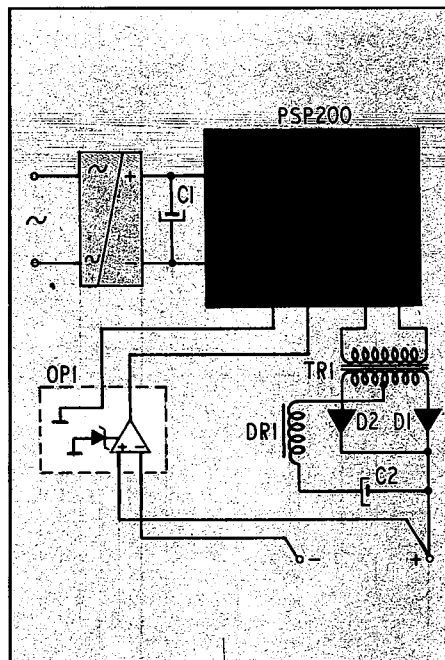 PSP200
~ + C1
~
~ −
OP1
TR1
D2 D1
DR1
+ −
C2
− +